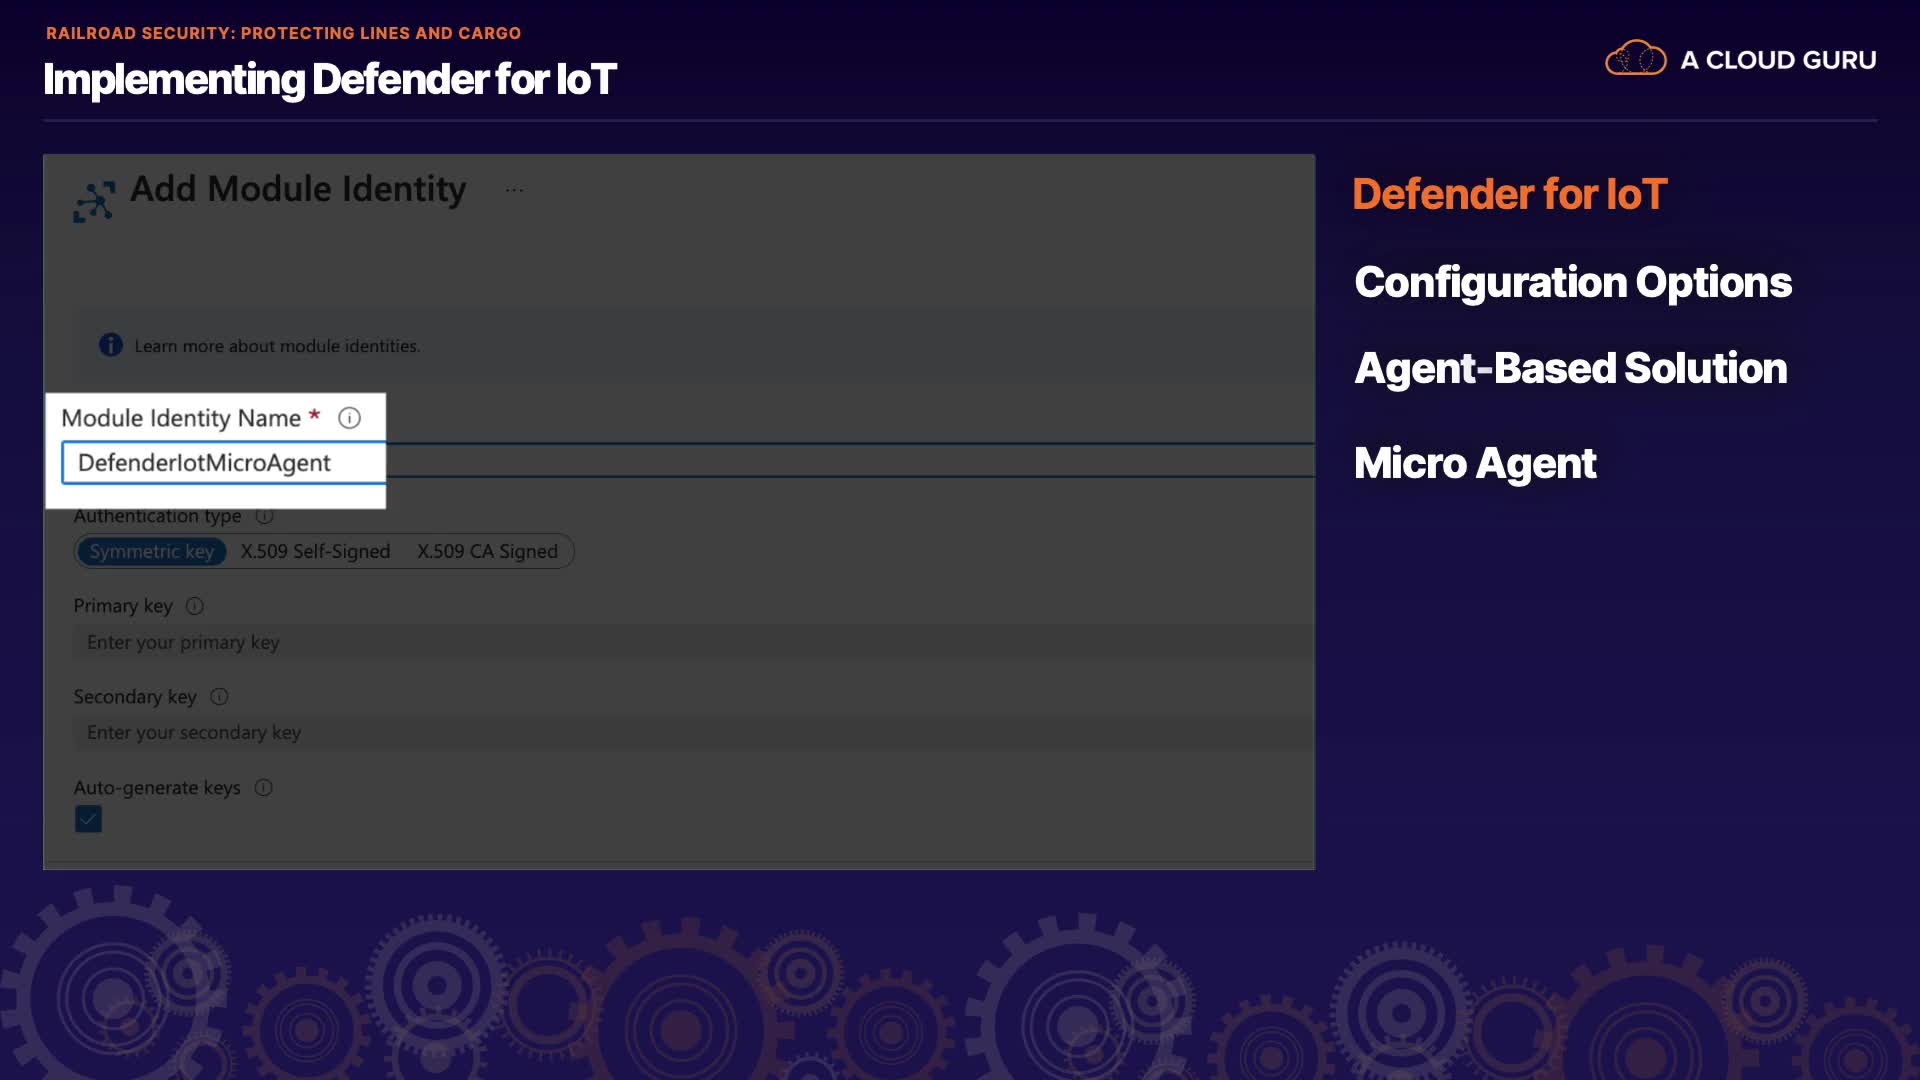 RAILROAD SECURITY: PROTECTING LINES AND CARGO
Implementing Defender for IoT
A CLOUD GURU
Add Module Identity ...
Learn more about module identities.
Module Identity Name *
DefenderIotMicroAgent
Authentication type
Symmetric key X.509 Self-Signed X.509 CA Signed
Primary key
Enter your primary key
Secondary key
Enter your secondary key
Auto-generate keys
Defender for IoT
Configuration Options
Agent-Based Solution
Micro Agent